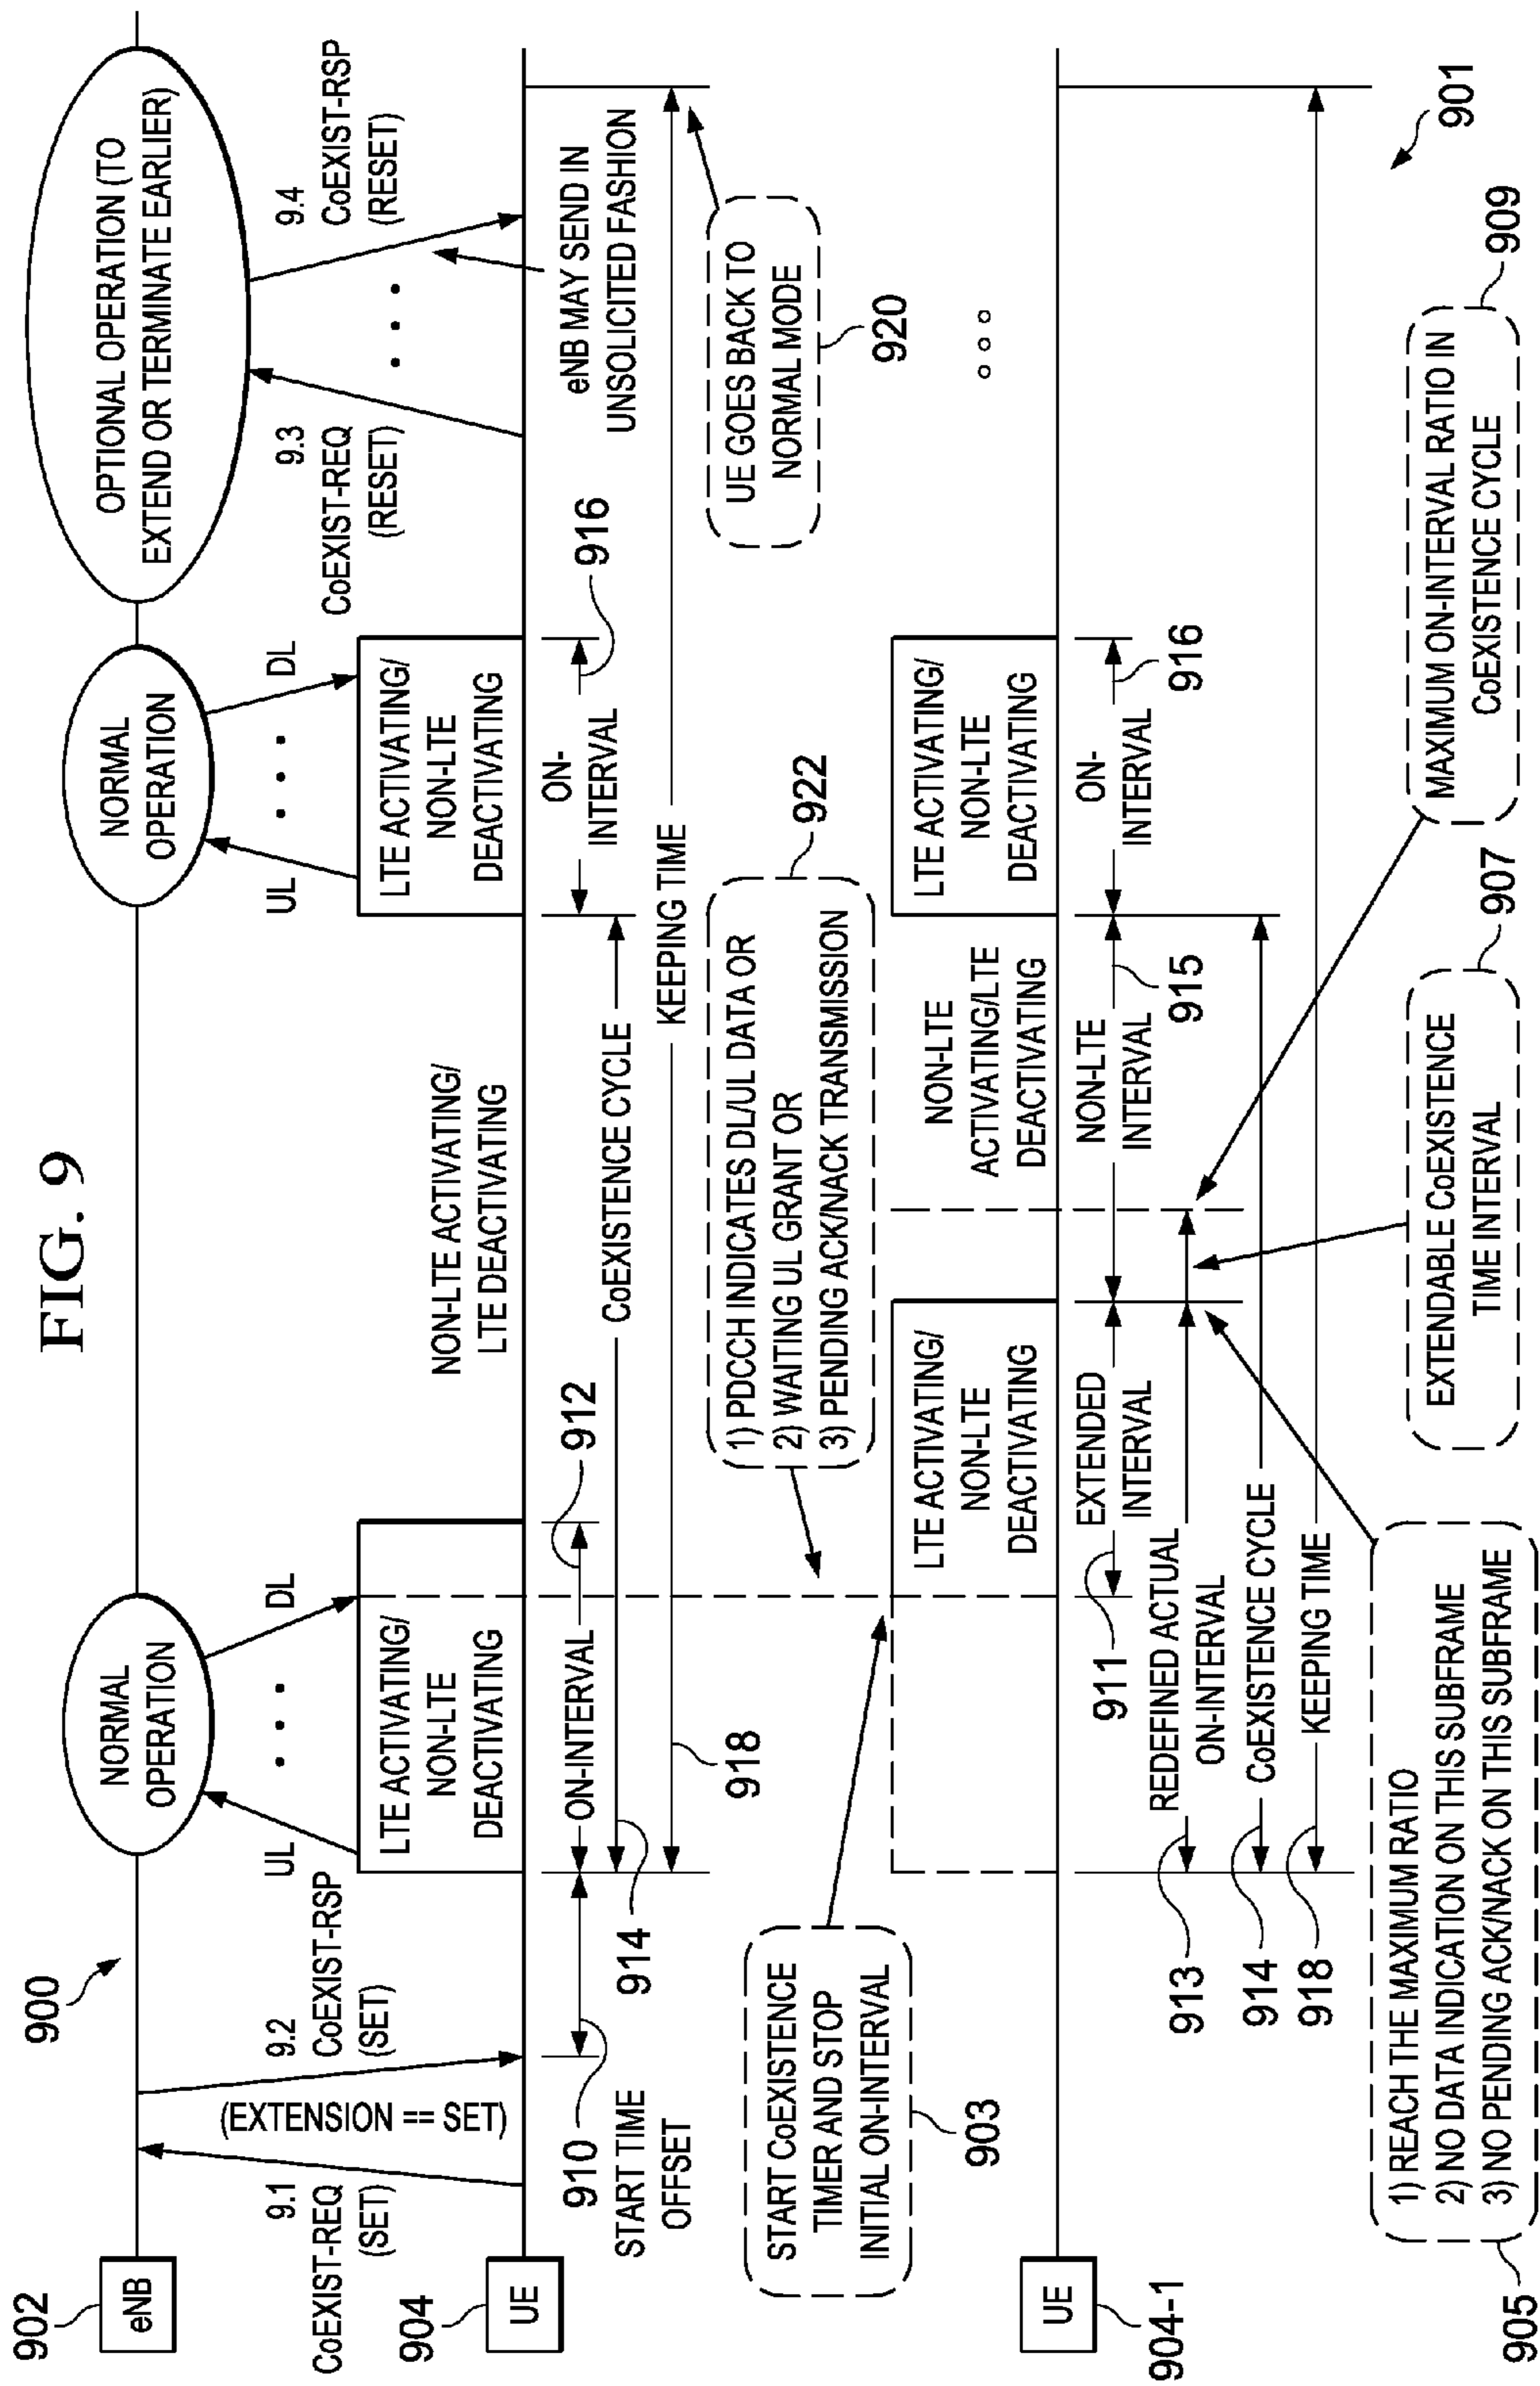 FIG. 9
900
902
eNB
9.1
CoEXIST-REQ
(SET)
(EXTENSION == SET)
9.2
CoEXIST-RSP
(SET)
NORMAL
OPERATION
UL
DL
NORMAL
OPERATION
UL
DL
OPTIONAL OPERATION (TO
EXTEND OR TERMINATE EARLIER)
9.3
CoEXIST-REQ
(RESET)
9.4
CoEXIST-RSP
(RESET)
904
UE
LTE ACTIVATING/
NON-LTE
DEACTIVATING
NON-LTE ACTIVATING/
LTE DEACTIVATING
LTE ACTIVATING/
NON-LTE
DEACTIVATING
910
START TIME
OFFSET
ON-INTERVAL
912
ON-
INTERVAL
916
914
CoEXISTENCE CYCLE
918
KEEPING TIME
eNB MAY SEND IN
UNSOLICITED FASHION
UE GOES BACK TO
NORMAL MODE
920
START CoEXISTENCE
TIMER AND STOP
INITIAL ON-INTERVAL
903
1) PDCCH INDICATES DL/UL DATA OR
2) WAITING UL GRANT OR
3) PENDING ACK/NACK TRANSMISSION
922
UE
904-1
LTE ACTIVATING/
NON-LTE
DEACTIVATING
NON-LTE
ACTIVATING/LTE
DEACTIVATING
LTE ACTIVATING/
NON-LTE
DEACTIVATING
911
EXTENDED
INTERVAL
NON-LTE
INTERVAL
915
ON-
INTERVAL
916
913
REDEFINED ACTUAL
ON-INTERVAL
914
CoEXISTENCE CYCLE
918
KEEPING TIME
901
905
1) REACH THE MAXIMUM RATIO
2) NO DATA INDICATION ON THIS SUBFRAME
3) NO PENDING ACK/NACK ON THIS SUBFRAME
EXTENDABLE CoEXISTENCE
TIME INTERVAL
907
MAXIMUM ON-INTERVAL RATIO IN
CoEXISTENCE CYCLE
909